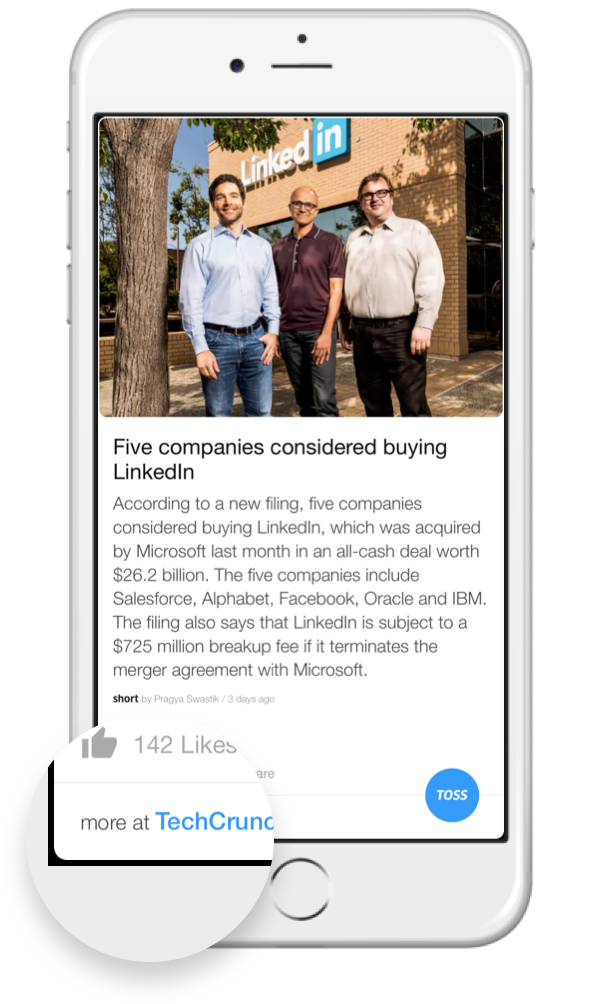 Linked in
Five companies considered buying
LinkedIn
According to a new filing, five companies
considered buying LinkedIn, which was acquired
by Microsoft last month in an all-cash deal worth
$26.2 billion. The five companies include
Salesforce, Alphabet, Facebook, Oracle and IBM.
The filing also says that LinkedIn is subject to a
$725 million breakup fee if it terminates the
merger agreement with Microsoft.
short by Pragya Swastik / 3 days ago
142 Likes
are
TOSS
more at TechCrunc